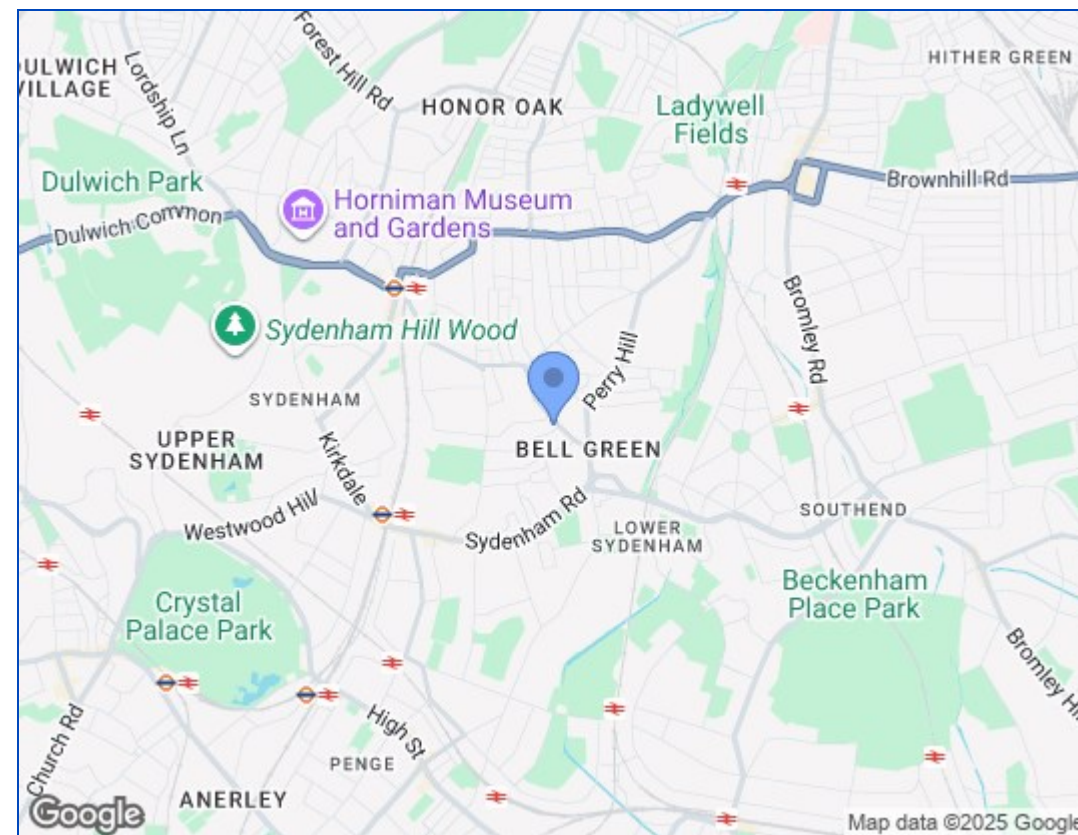 ULWICH
VILLAGE
Lordship Ln
Forest Hill Rd
HONOR OAK
Ladywell
Fields
HITHER GREEN
Dulwich Park
Dulwich Common
Horniman Museum
and Gardens
Brownhill Rd
Sydenham Hill Wood
Perry Hill
Bromley Rd
SYDENHAM
UPPER
SYDENHAM
Kirkdale
BELL GREEN
Westwood Hill
Sydenham Rd
LOWER
SYDENHAM
SOUTHEND
Crystal
Palace Park
Beckenham
Place Park
Bromley Hi
Church Rd
High St
PENGE
ANERLEY
Google
Map data ©2025 Google